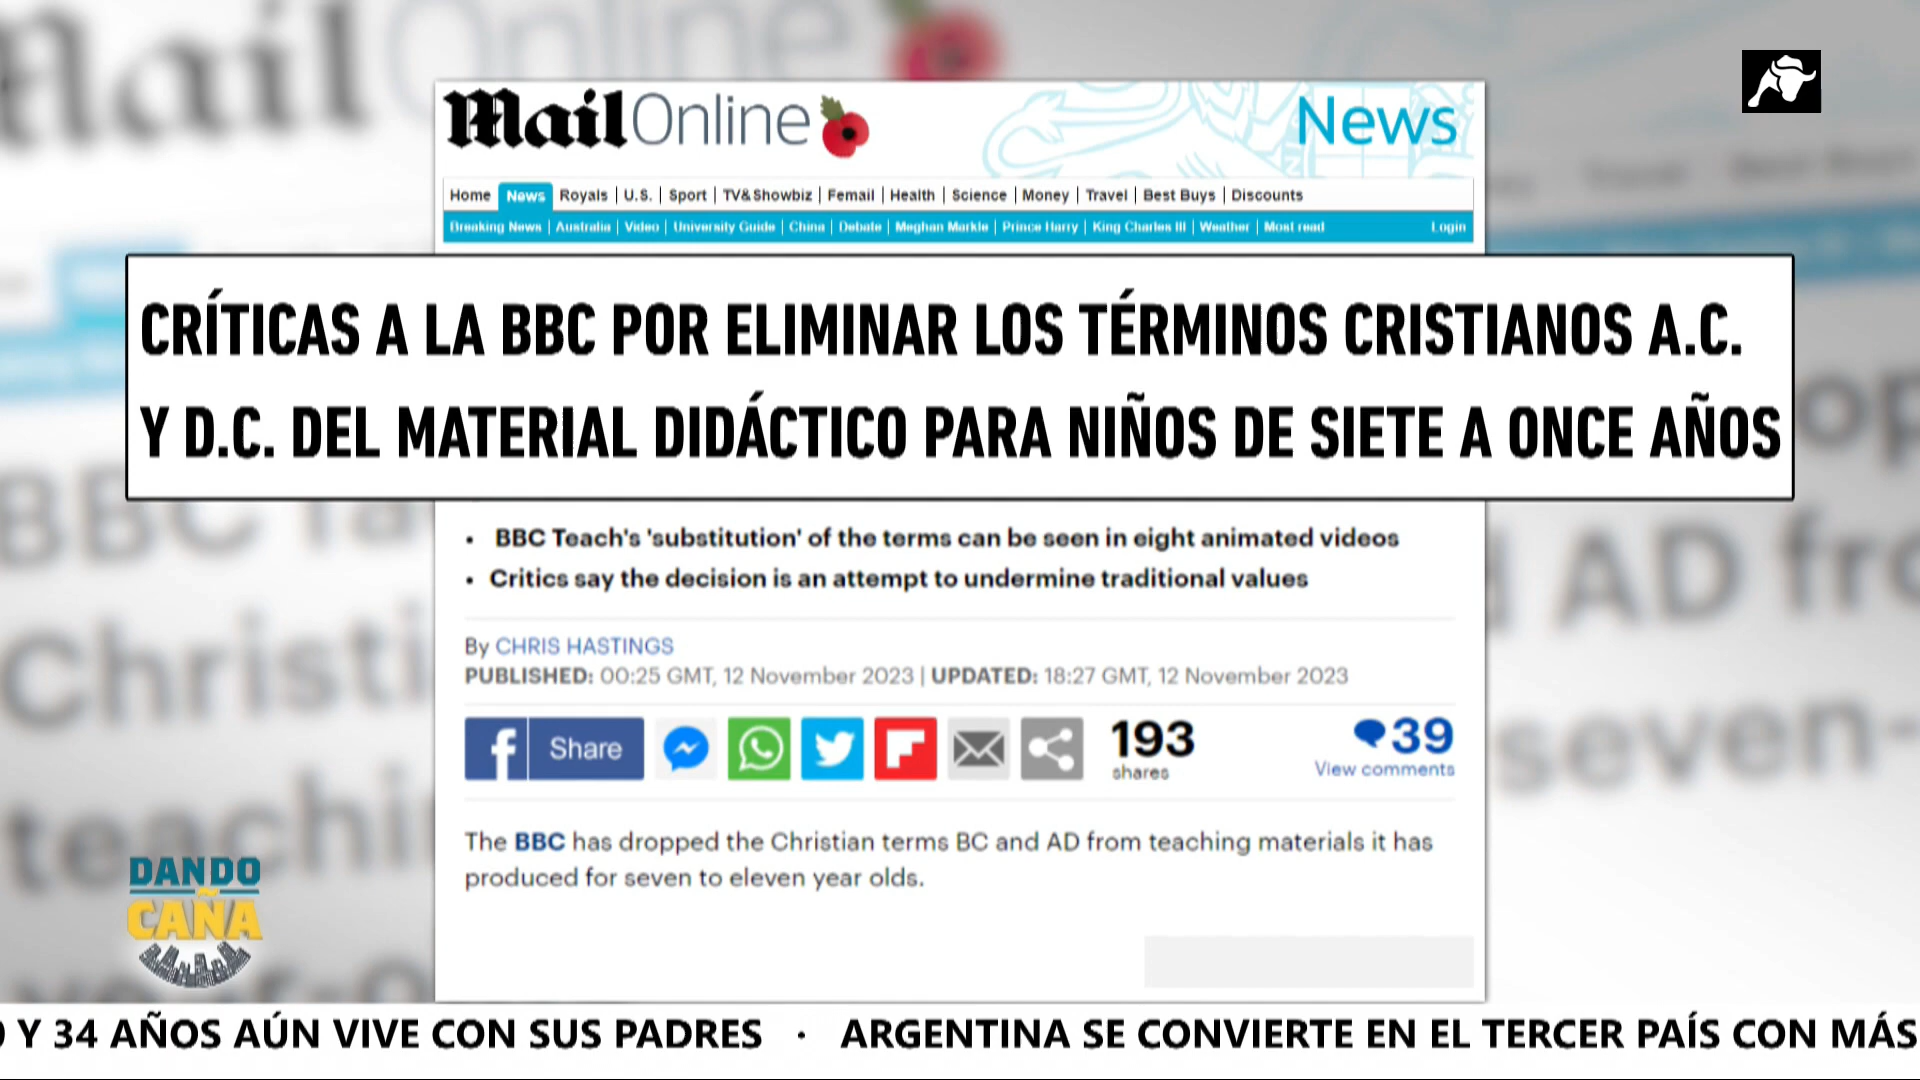 MailOnline
News
Home News Royals U.S. Sport TV&Showbiz Femail Health Science Money Travel Best Buys Discounts
Breaking News Australia Video University Guide China Debate Meghan Markle Prince Harry King Charles III Weather Most read Login
CRÍTICAS A LA BBC POR ELIMINAR LOS TÉRMINOS CRISTIANOS A.C.
Y D.C. DEL MATERIAL DIDÁCTICO PARA NIÑOS DE SIETE A ONCE AÑOS
• BBC Teach's 'substitution' of the terms can be seen in eight animated videos
• Critics say the decision is an attempt to undermine traditional values
By CHRIS HASTINGS
PUBLISHED: 00:25 GMT, 12 November 2023 | UPDATED: 18:27 GMT, 12 November 2023
Share
193
shares
39
View comments
The BBC has dropped the Christian terms BC and AD from teaching materials it has
produced for seven to eleven year olds.
DANDO
CAÑA
Y 34 AÑOS AÚN VIVE CON SUS PADRES · ARGENTINA SE CONVIERTE EN EL TERCER PAÍS CON MÁS